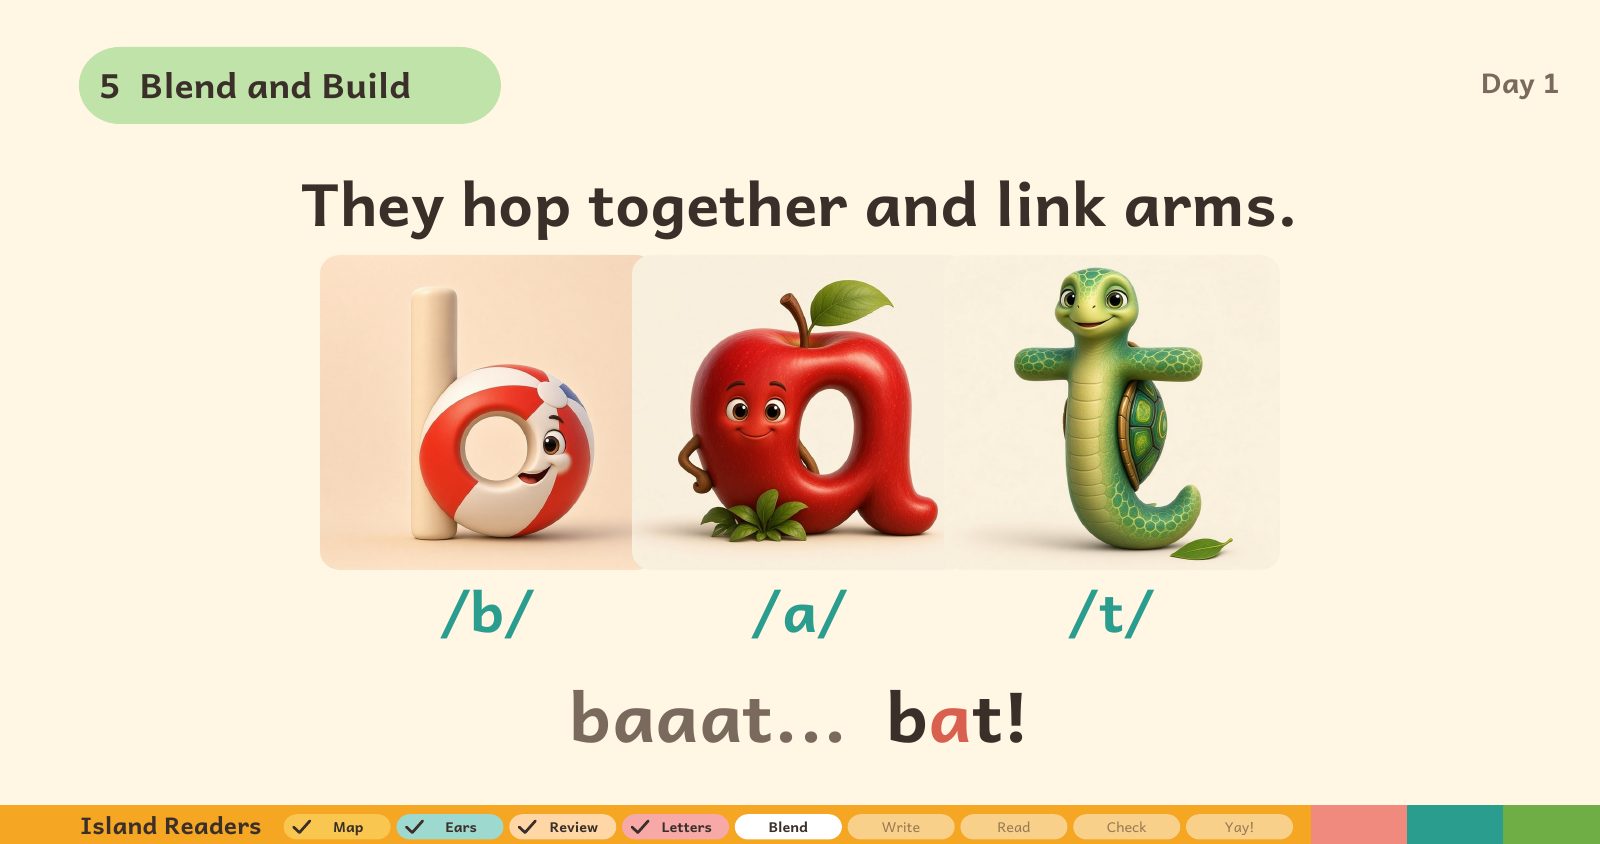 5 Blend and Build
Day 1
They hop together and link arms.
/b/ /a/ /t/
baaat... bat!
Island Readers Map Ears Review Letters Blend Write Read Check Yay!